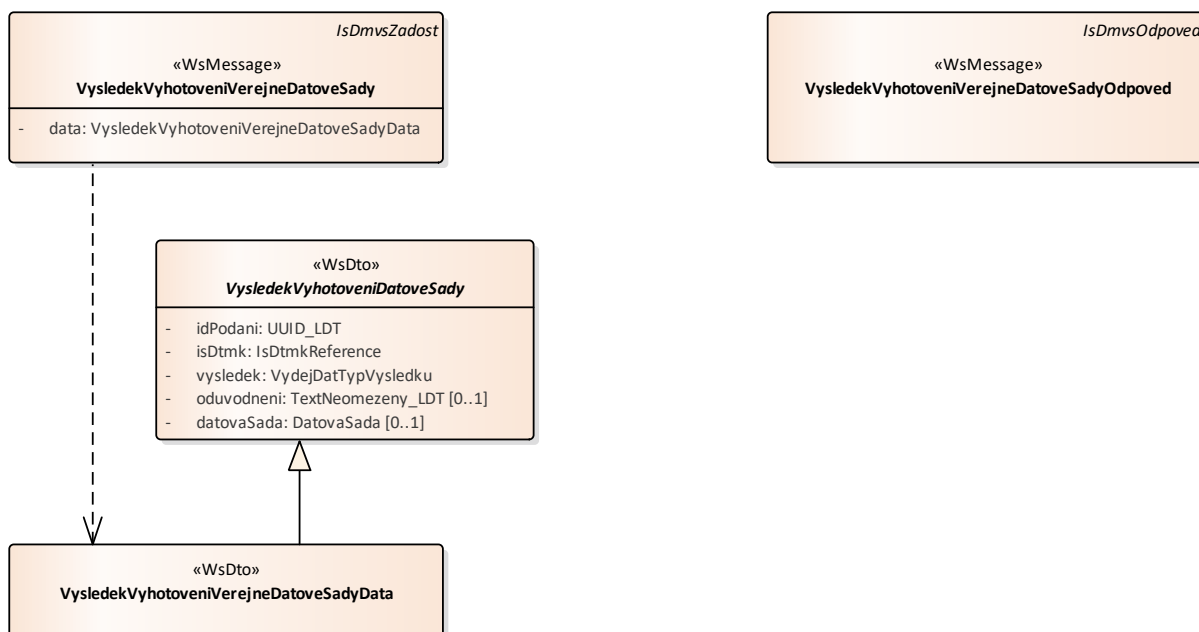 IsDmvsZadost
«WsMessage»
VysledekVyhotoveniVerejneDatoveSady
- data: VysledekVyhotoveniVerejneDatoveSadyData
IsDmvsOdpoved
«WsMessage»
VysledekVyhotoveniVerejneDatoveSadyOdpoved
«WsDto»
VysledekVyhotoveniDatoveSady
- idPodani: UUID_LDT
- isDtmk: IsDtmkReference
- vysledek: VydejDatTypVysledku
- oduvodneni: TextNeomezeny_LDT [0..1]
- datovaSada: DatovaSada [0..1]
«WsDto»
VysledekVyhotoveniVerejneDatoveSadyData